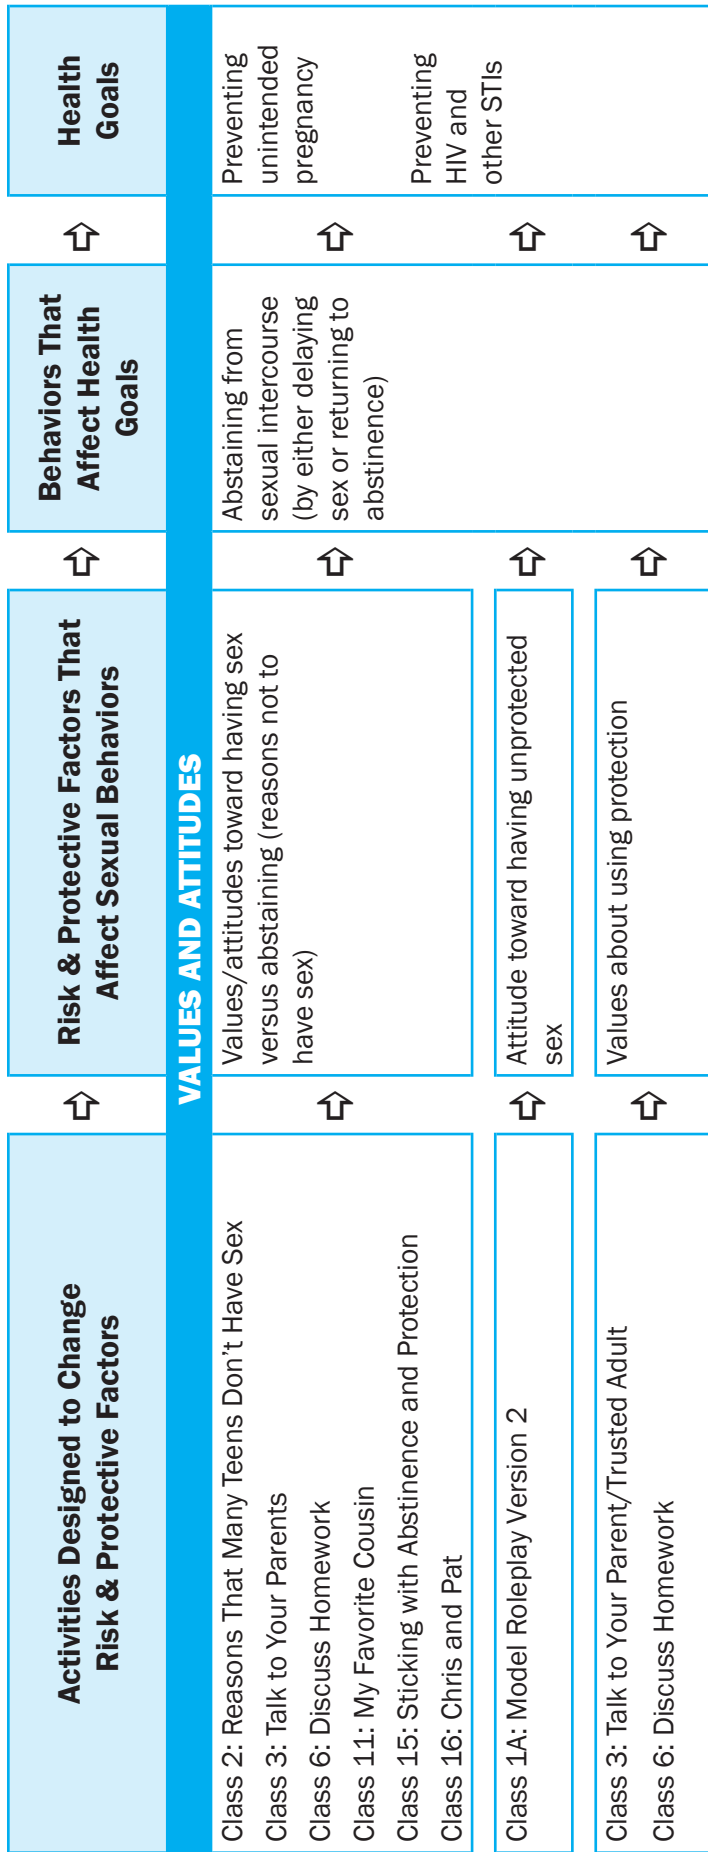 Activities Designed to Change
Risk & Protective Factors
Risk & Protective Factors That
Affect Sexual Behaviors
Behaviors That
Affect Health
Goals
Health
Goals
VALUES AND ATTITUDES
Class 2: Reasons That Many Teens Don’t Have Sex
Class 3: Talk to Your Parents
Class 6: Discuss Homework
Class 11: My Favorite Cousin
Class 15: Sticking with Abstinence and Protection
Class 16: Chris and Pat
Values/attitudes toward having sex
versus abstaining (reasons not to
have sex)
Abstaining from
sexual intercourse
(by either delaying
sex or returning to
abstinence)
Preventing
unintended
pregnancy
Preventing
HIV and
other STIs
Class 1A: Model Roleplay Version 2
Attitude toward having unprotected
sex
Class 3: Talk to Your Parent/Trusted Adult
Class 6: Discuss Homework
Values about using protection